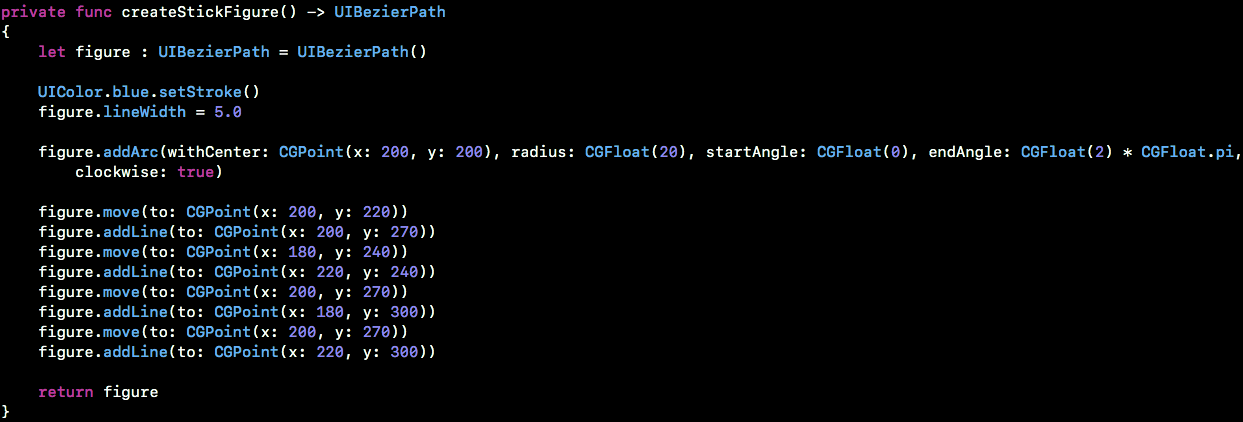 private func createStickFigure() -> UIBezierPath
{
    let figure : UIBezierPath = UIBezierPath()

    UIColor.blue.setStroke()
    figure.lineWidth = 5.0

    figure.addArc(withCenter: CGPoint(x: 200, y: 200), radius: CGFloat(20), startAngle: CGFloat(0), endAngle: CGFloat(2) * CGFloat.pi,
        clockwise: true)

    figure.move(to: CGPoint(x: 200, y: 220))
    figure.addLine(to: CGPoint(x: 200, y: 270))
    figure.move(to: CGPoint(x: 180, y: 240))
    figure.addLine(to: CGPoint(x: 220, y: 240))
    figure.move(to: CGPoint(x: 200, y: 270))
    figure.addLine(to: CGPoint(x: 180, y: 300))
    figure.move(to: CGPoint(x: 200, y: 270))
    figure.addLine(to: CGPoint(x: 220, y: 300))

    return figure
}